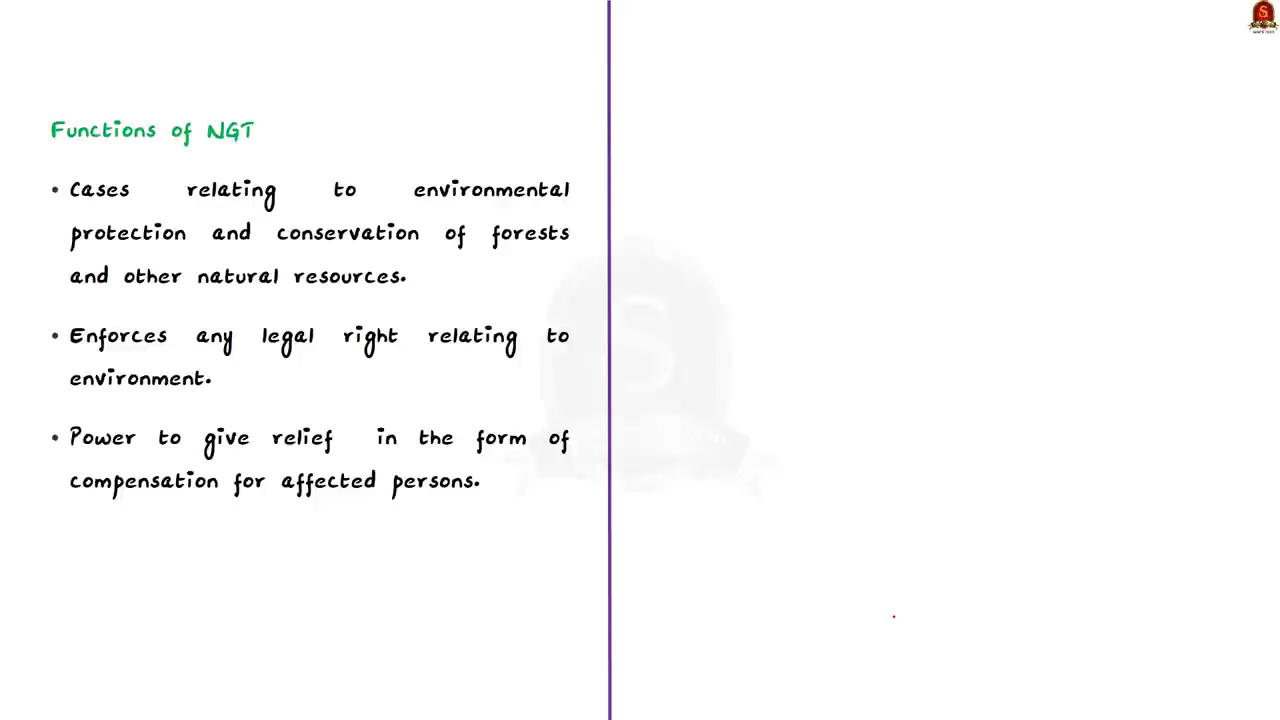 Functions of NGT
• Cases relating to environmental
protection and conservation of forests
and other natural resources.
• Enforces any legal right relating to
environment.
• Power to give relief in the form of
compensation for affected persons.
S